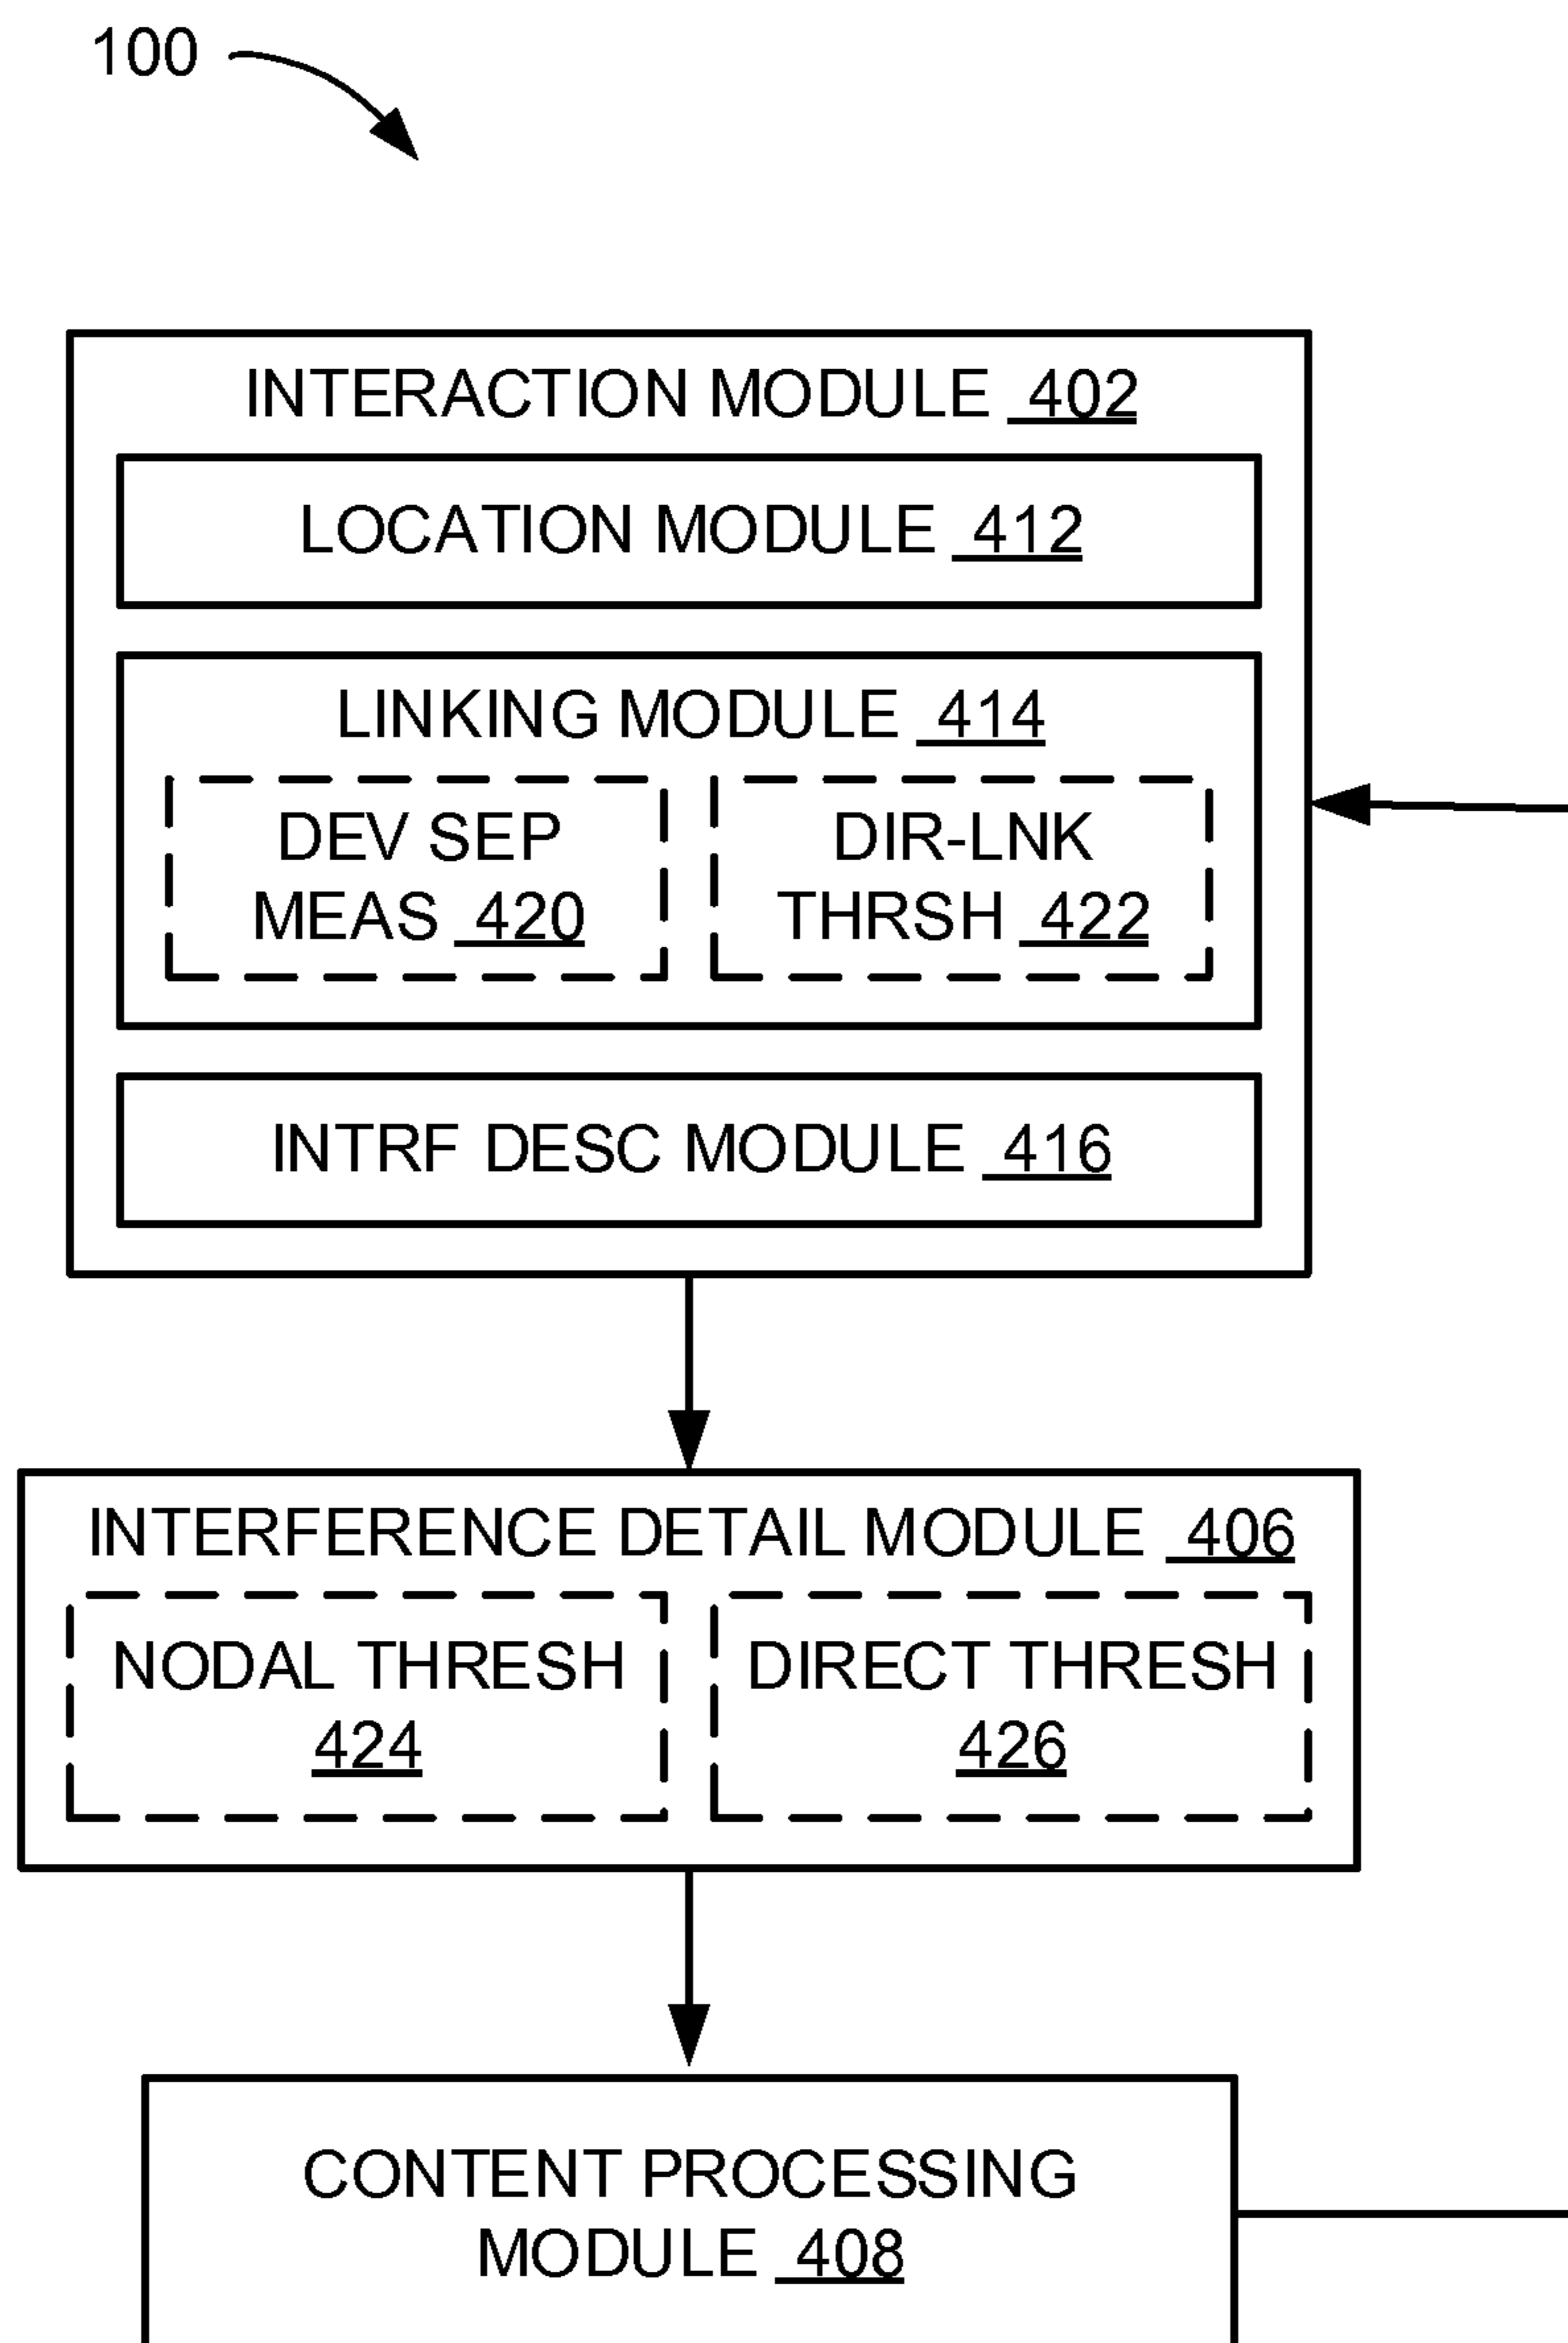 100
INTERACTION MODULE 402
LOCATION MODULE 412
LINKING MODULE 414
DEV SEP
MEAS 420
DIR-LNK
THRSH 422
INTRF DESC MODULE 416
INTERFERENCE DETAIL MODULE 406
NODAL THRESH
424
DIRECT THRESH
426
CONTENT PROCESSING
MODULE 408